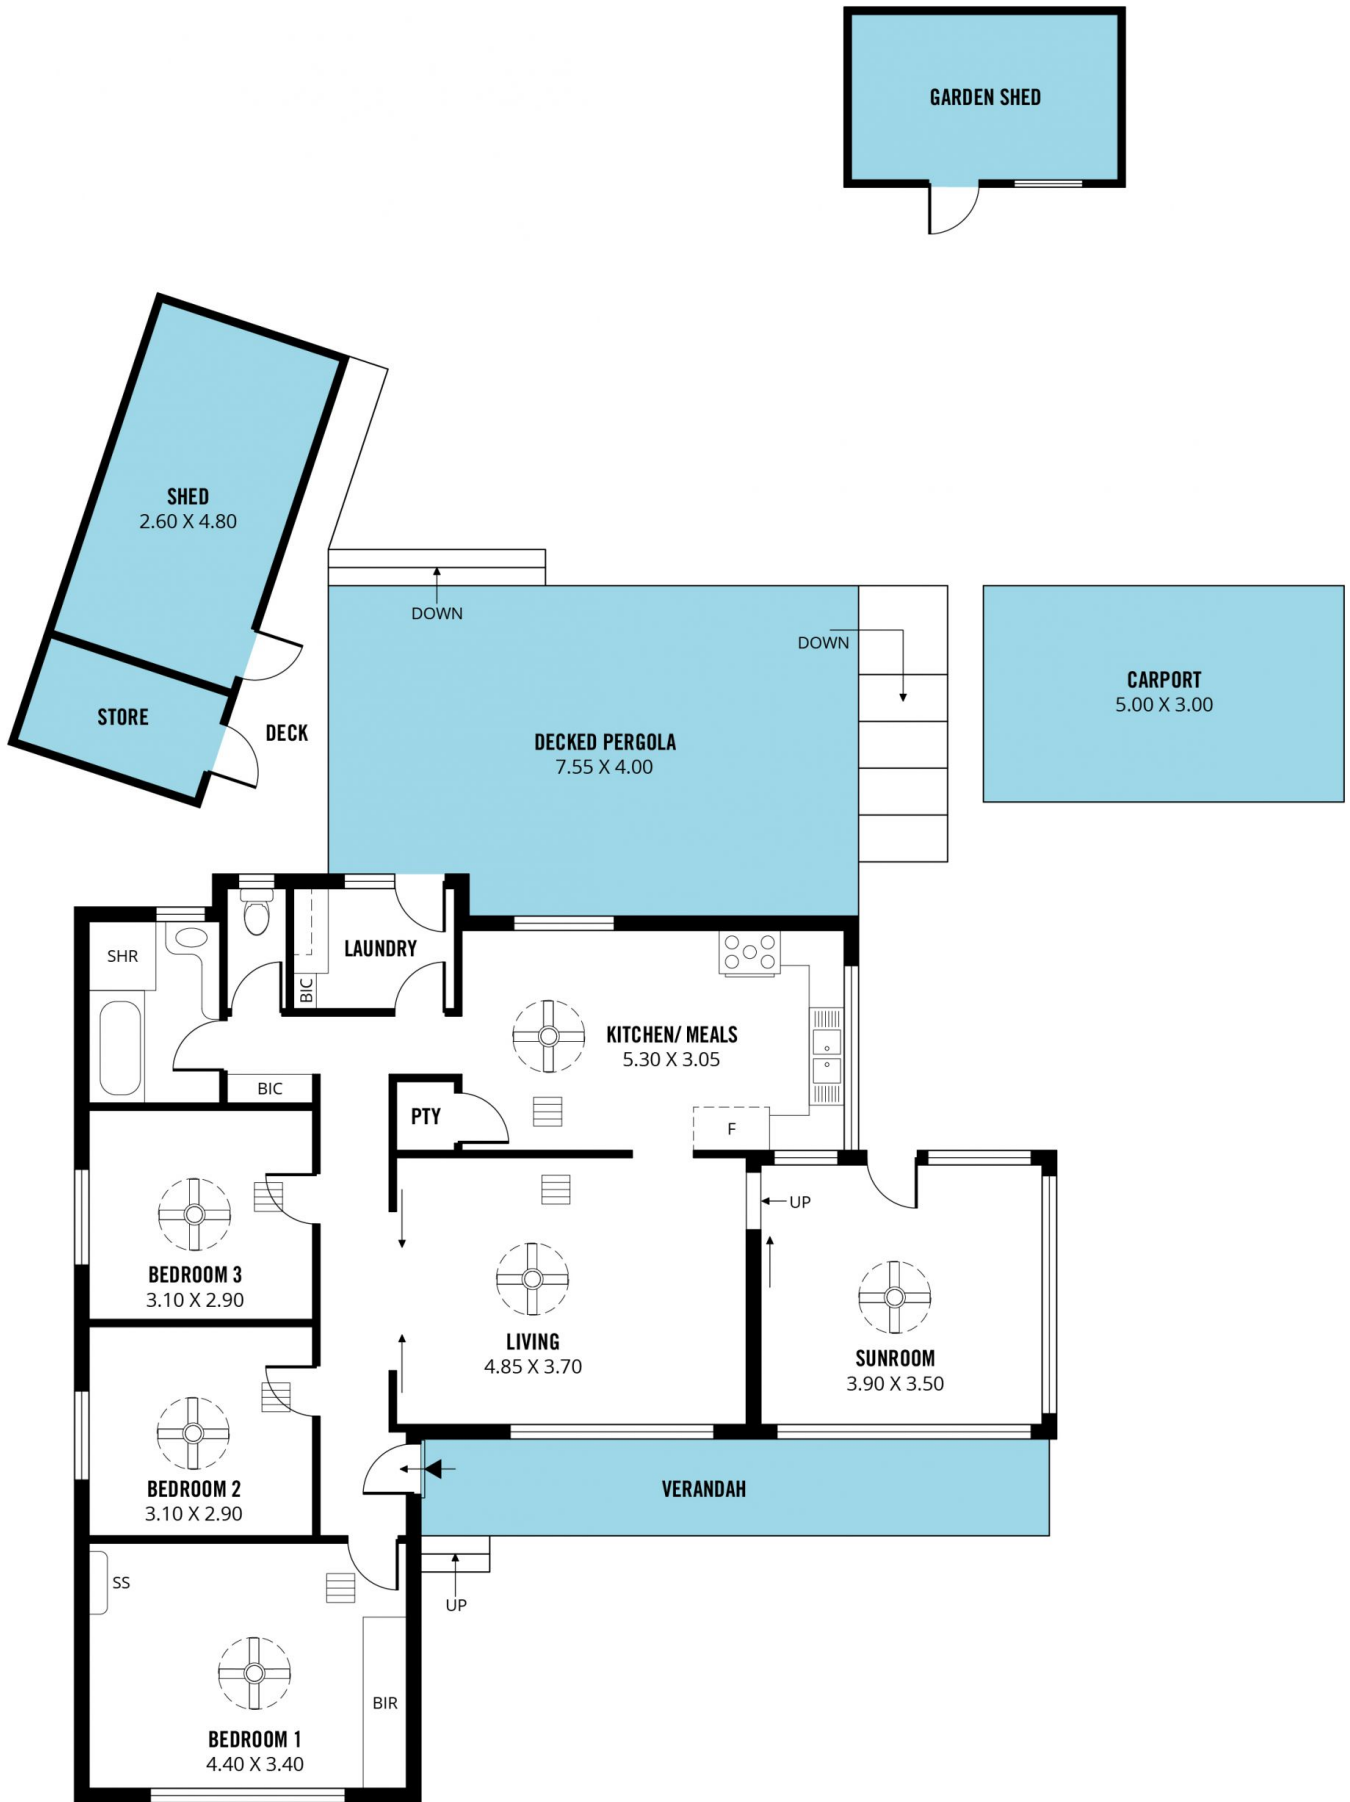 GARDEN SHED
SHED
2.60 X 4.80
STORE
DECK
DOWN
DOWN
DECKED PERGOLA
7.55 X 4.00
CARPORT
5.00 X 3.00
SHR
LAUNDRY
BIC
BIC
KITCHEN/ MEALS
5.30 X 3.05
PTY
F
UP
BEDROOM 3
3.10 X 2.90
LIVING
4.85 X 3.70
SUNROOM
3.90 X 3.50
BEDROOM 2
3.10 X 2.90
VERANDAH
SS
UP
BIR
BEDROOM 1
4.40 X 3.40